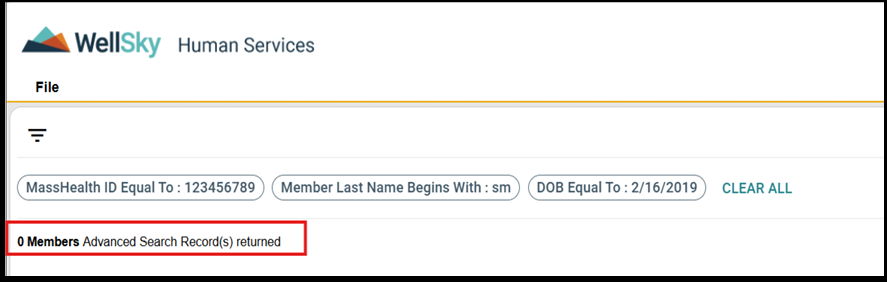 WellSky Human Services
File
MassHealth ID Equal To : 123456789 Member Last Name Begins With : sm DOB Equal To : 2/16/2019 CLEAR ALL
0 Members Advanced Search Record(s) returned